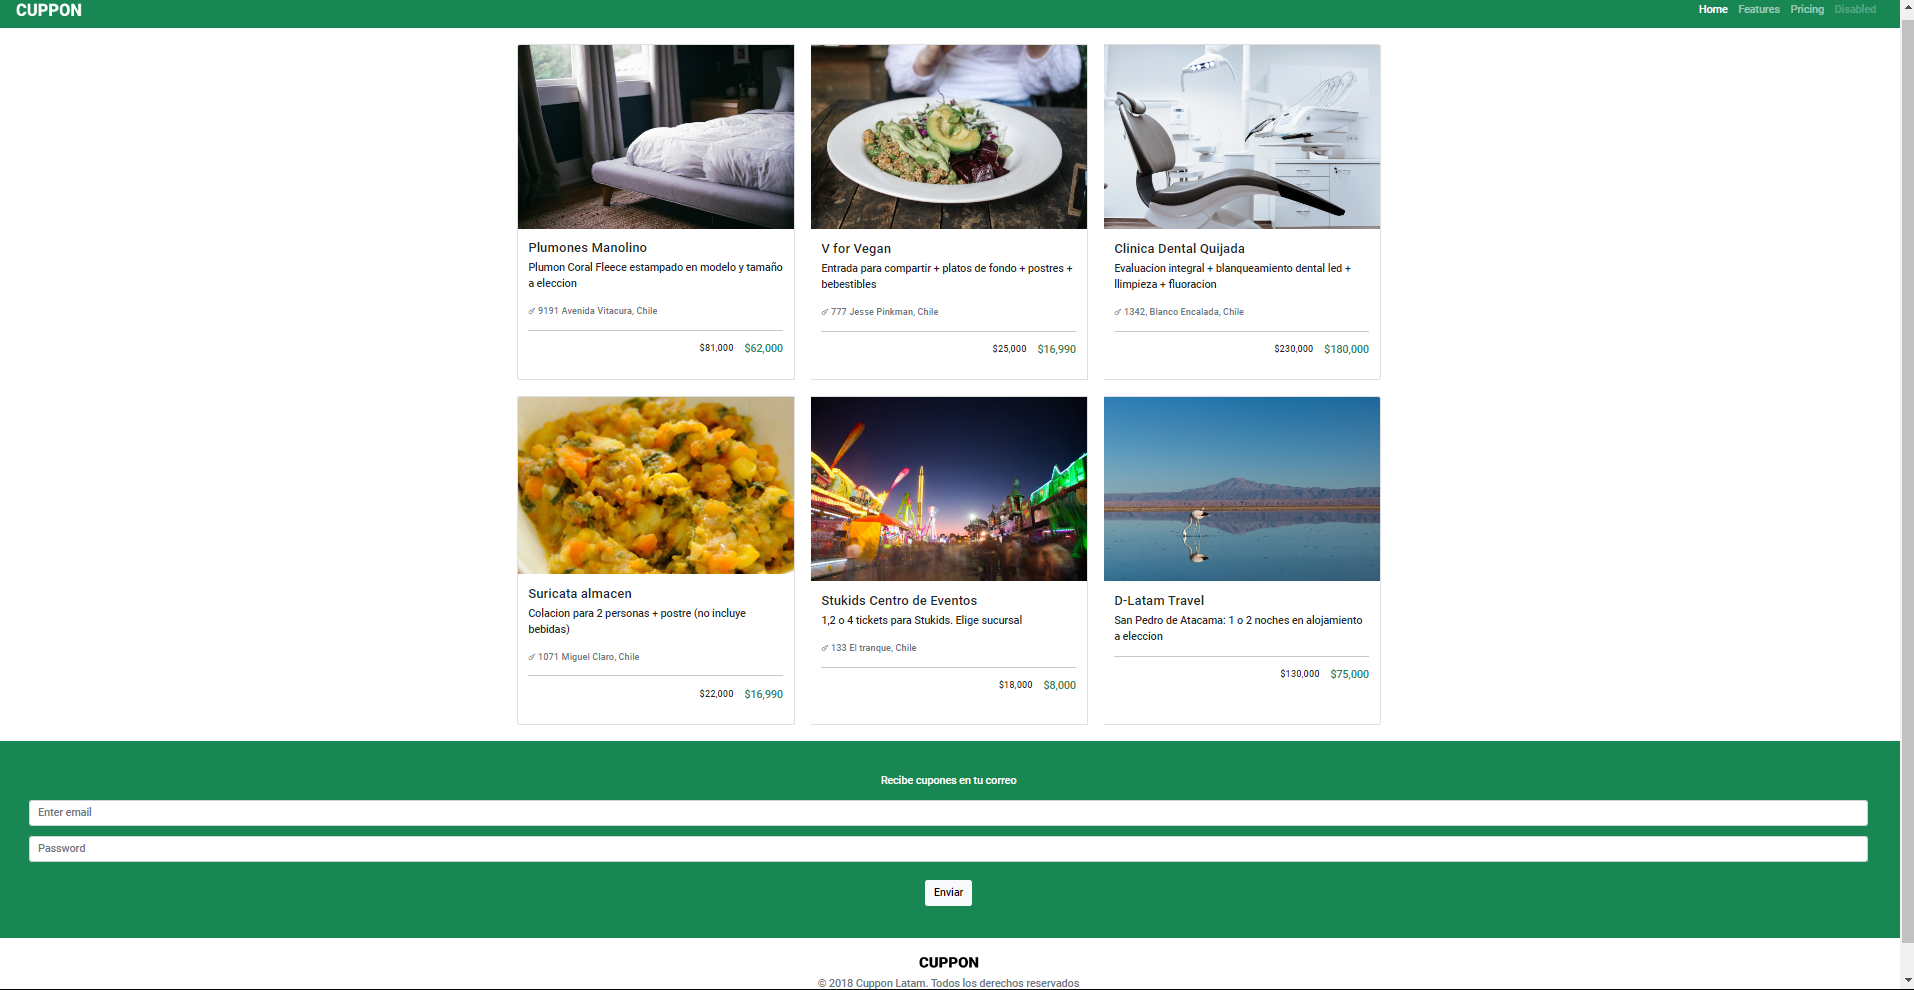 CUPPON
Home Features Pricing Disabled
Plumones Manolino
Plumon Coral Fleece estampado en modelo y tamaño
a eleccion
9191 Avenida Vitacura, Chile
$81,000 $62,000
V for Vegan
Entrada para compartir + platos de fondo + postres +
bebestibles
777 Jesse Pinkman, Chile
$25,000 $16,990
Clinica Dental Quijada
Evaluacion integral + blanqueamiento dental led +
llimpieza + fluoracion
1342, Blanco Encalada, Chile
$230,000 $180,000
Suricata almacen
Colacion para 2 personas + postre (no incluye
bebidas)
1071 Miguel Claro, Chile
$22,000 $16,990
Stukids Centro de Eventos
1,2 o 4 tickets para Stukids. Elige sucursal
133 El tranque, Chile
$18,000 $8,000
D-Latam Travel
San Pedro de Atacama: 1 o 2 noches en alojamiento
a eleccion
$130,000 $75,000
Recibe cupones en tu correo
Enter email
Password
Enviar
CUPPON
© 2018 Cuppon Latam. Todos los derechos reservados